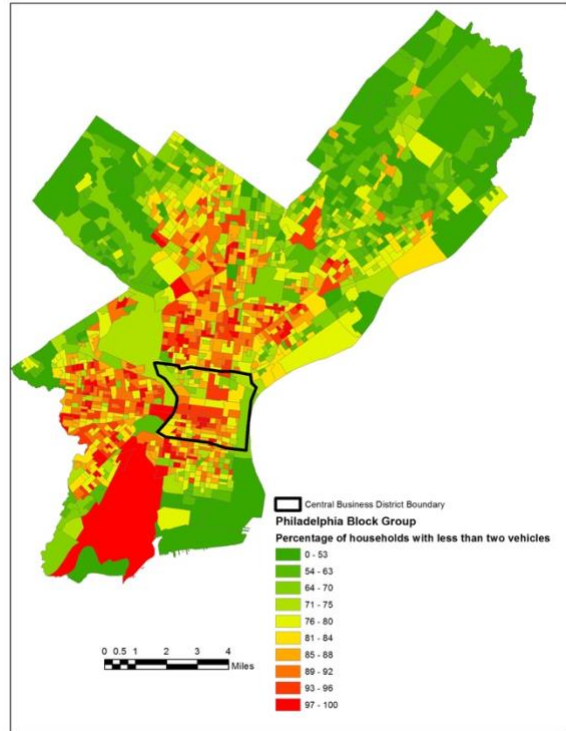 Central Business District Boundary
Philadelphia Block Group
Percentage of households with less than two vehicles
0 - 53
54 - 63
64 - 70
71 - 75
76 - 80
81 - 84
85 - 88
89 - 92
93 - 96
97 - 100
0 0.5 1 2 3 4
Miles